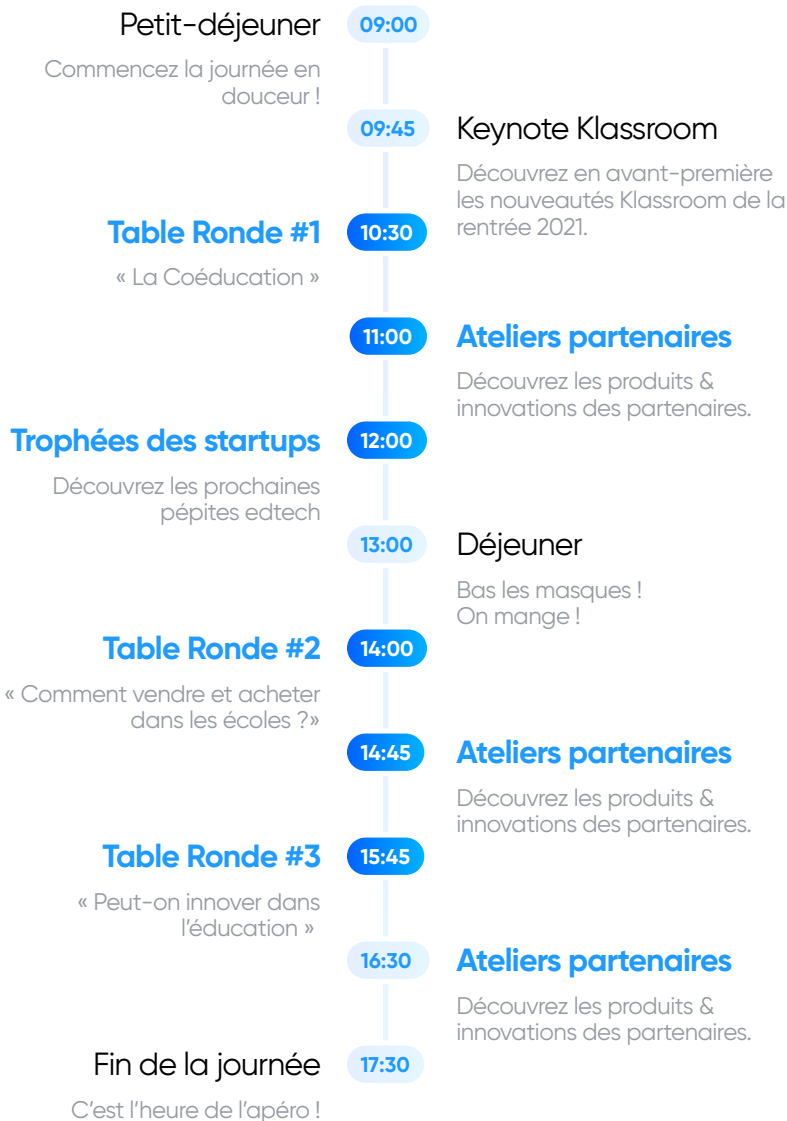 Petit-déjeuner
09:00
Commencez la journée en
douceur !
09:45
Keynote Klassroom
Découvrez en avant-première
les nouveautés Klassroom de la
rentrée 2021.
Table Ronde #1
10:30
« La Coéducation »
11:00
Ateliers partenaires
Découvrez les produits &
innovations des partenaires.
Trophées des startups
12:00
Découvrez les prochaines
pépites edtech
13:00
Déjeuner
Bas les masques !
On mange !
Table Ronde #2
14:00
« Comment vendre et acheter
dans les écoles ?»
14:45
Ateliers partenaires
Découvrez les produits &
innovations des partenaires.
Table Ronde #3
15:45
« Peut-on innover dans
l’éducation »
16:30
Ateliers partenaires
Découvrez les produits &
innovations des partenaires.
Fin de la journée
17:30
C’est l’heure de l’apéro !